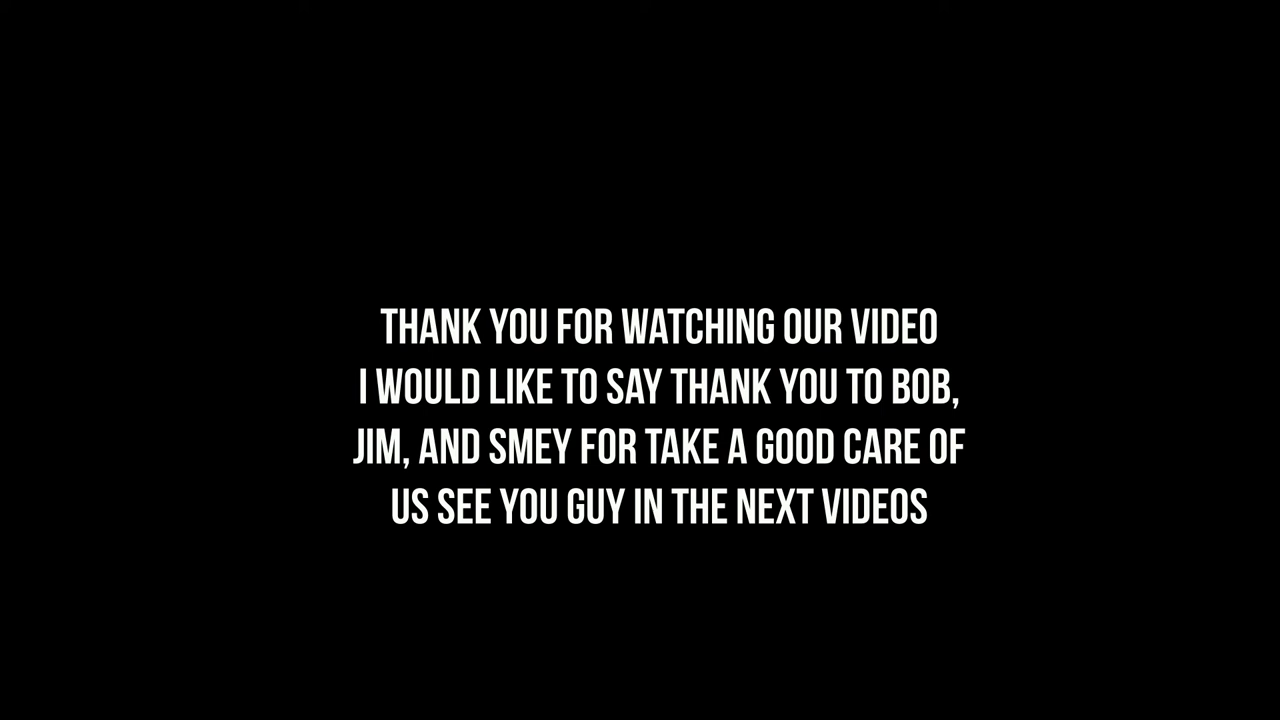 THANK YOU FOR WATCHING OUR VIDEO
I WOULD LIKE TO SAY THANK YOU TO BOB,
JIM, AND SMEY FOR TAKE A GOOD CARE OF
US SEE YOU GUY IN THE NEXT VIDEOS